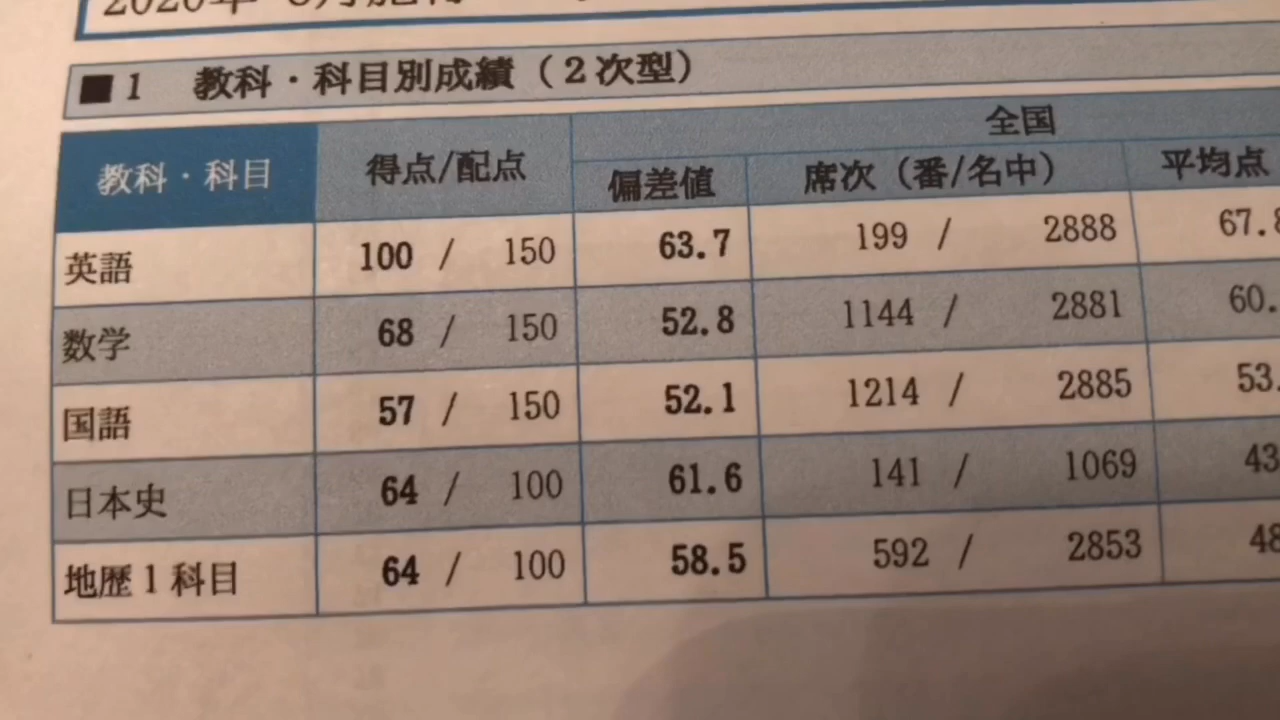 2020年
■1 教科・科目別成績（２次型）
教科・科目 得点/配点 全国
偏差値 席次（番/名中） 平均点
英語 100 / 150 63.7 199 / 2888 67.8
数学 68 / 150 52.8 1144 / 2881 60.
国語 57 / 150 52.1 1214 / 2885 53.
日本史 64 / 100 61.6 141 / 1069 43
地歴１科目 64 / 100 58.5 592 / 2853 48